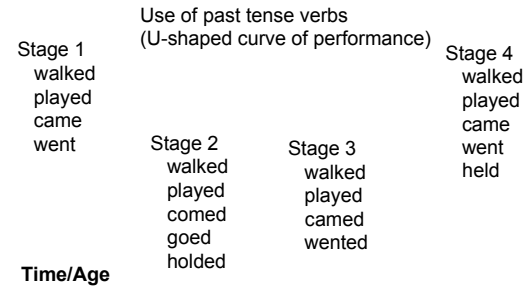 Use of past tense verbs
(U-shaped curve of performance)
Stage 1
walked
played
came
went
Stage 2
walked
played
comed
goed
holded
Stage 3
walked
played
camed
wented
Stage 4
walked
played
came
went
held
Time/Age